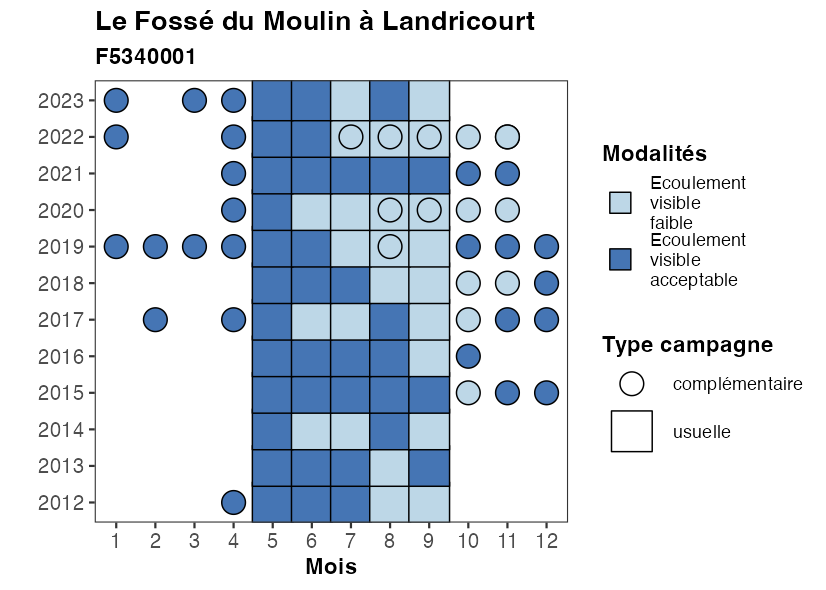 Le Fossé du Moulin à Landricourt
F5340001
2023
2022
2021
2020
2019
2018
2017
2016
2015
2014
2013
2012
1 2 3 4 5 6 7 8 9 10 11 12
Mois
Modalités
Ecoulement
visible
faible
Ecoulement
visible
acceptable
Type campagne
complémentaire
usuelle